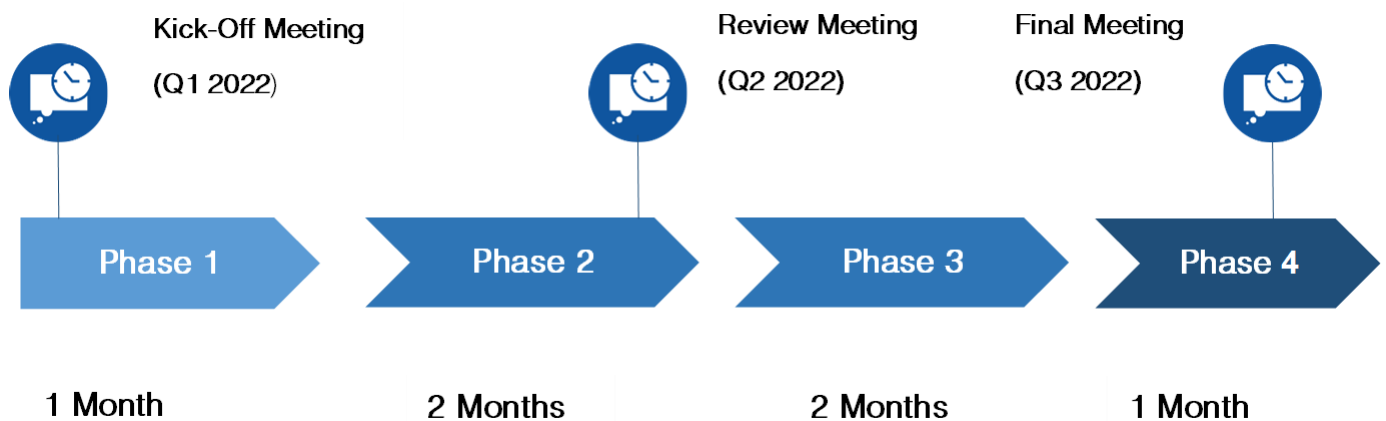 Kick-Off Meeting
(Q1 2022)
Review Meeting
(Q2 2022)
Final Meeting
(Q3 2022)
Phase 1
Phase 2
Phase 3
Phase 4
1 Month
2 Months
2 Months
1 Month